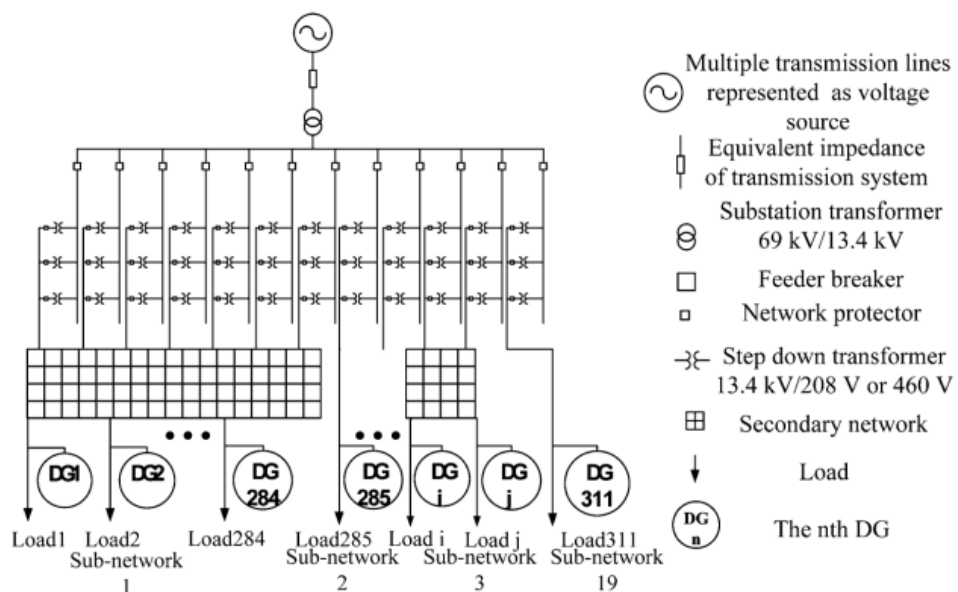 Multiple transmission lines
represented as voltage
source
Equivalent impedance
of transmission system
Substation transformer
69 kV/13.4 kV
Feeder breaker
Network protector
Step down transformer
13.4 kV/208 V or 460 V
Secondary network
Load
DG
n
The nth DG
DG1
DG2
DG
284
DG
285
DG
i
DG
j
DG
311
Load1
Load2
Load284
Load285
Load i
Load j
Load311
Sub-network
1
Sub-network
2
Sub-network
3
Sub-network
19